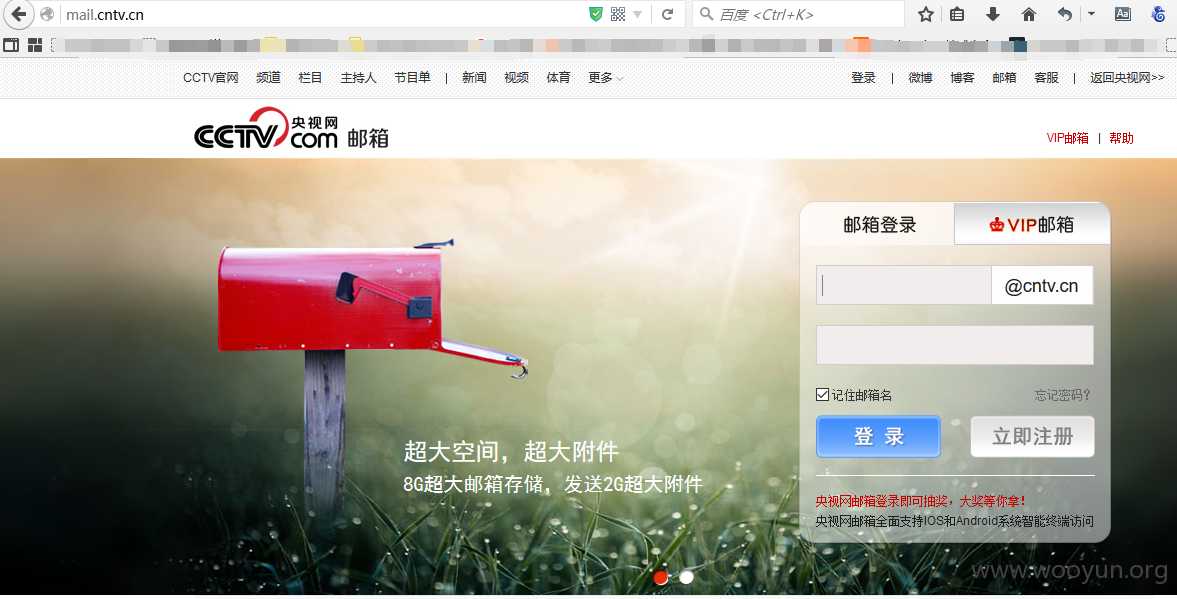 mail.cntv.cn
百度 <Ctrl+K>
CCTV官网 频道 栏目 主持人 节目单 | 新闻 视频 体育 更多
登录 | 微博 博客 邮箱 客服 | 返回央视网>>
CCTV.com 央视网 邮箱
VIP邮箱 | 帮助
邮箱登录 VIP邮箱
@cntv.cn
记住邮箱名 忘记密码?
登 录 立即注册
超大空间，超大附件
8G超大邮箱存储，发送2G超大附件
央视网邮箱登录即可抽奖，大奖等你拿！
央视网邮箱全面支持IOS和Android系统智能终端访问
www.wooyun.org